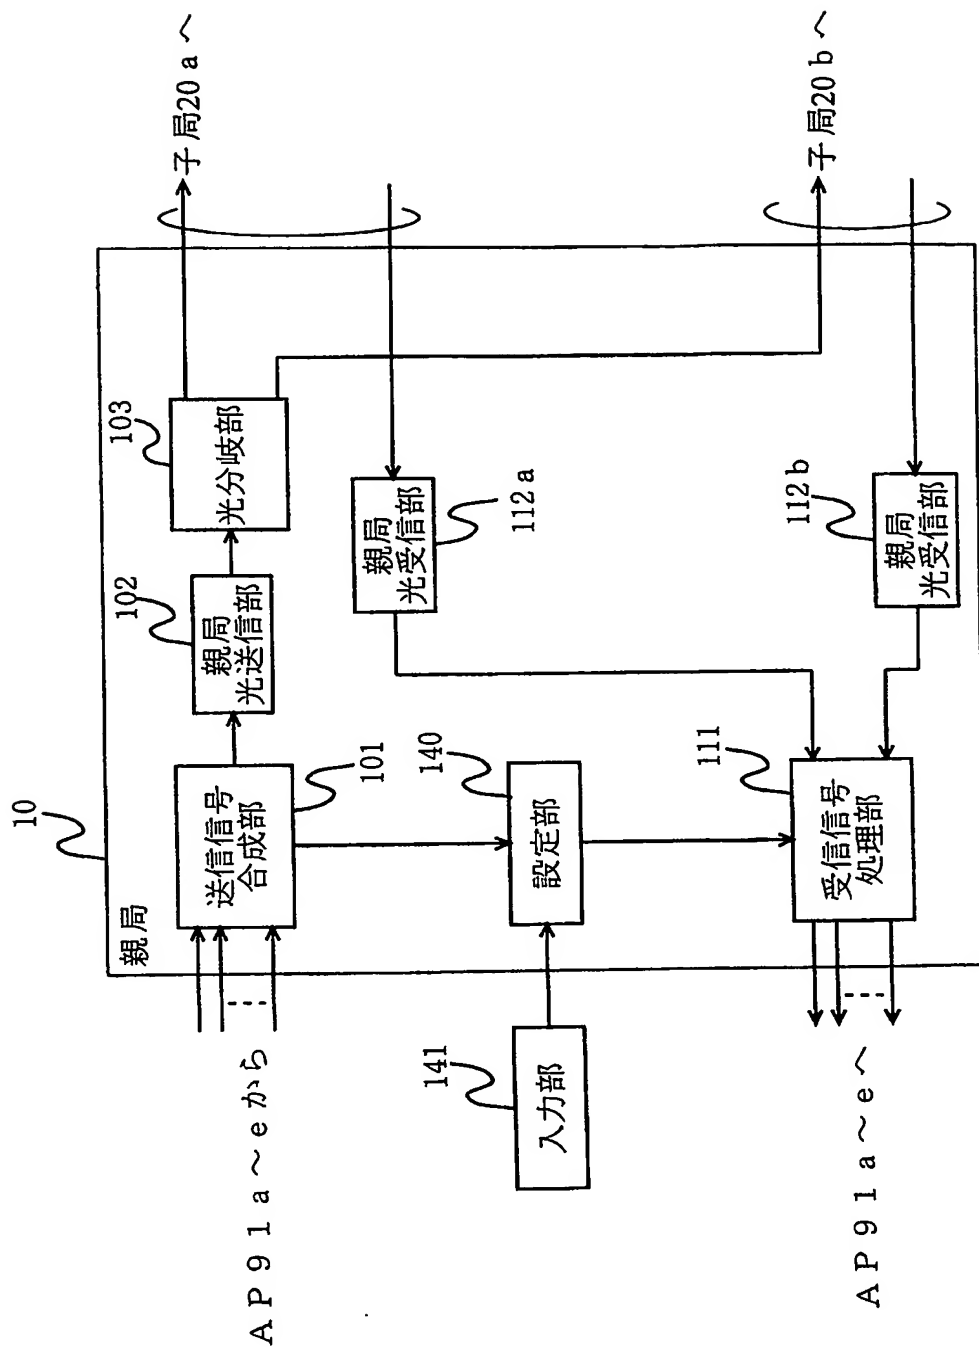 10
親局
AP91a～eから
送信信号
合成部
101
親局
光送信部
102
光分岐部
103
子局20aへ
親局
光受信部
112a
入力部
141
設定部
140
受信信号
処理部
111
親局
光受信部
112b
子局20bへ
AP91a～eへ